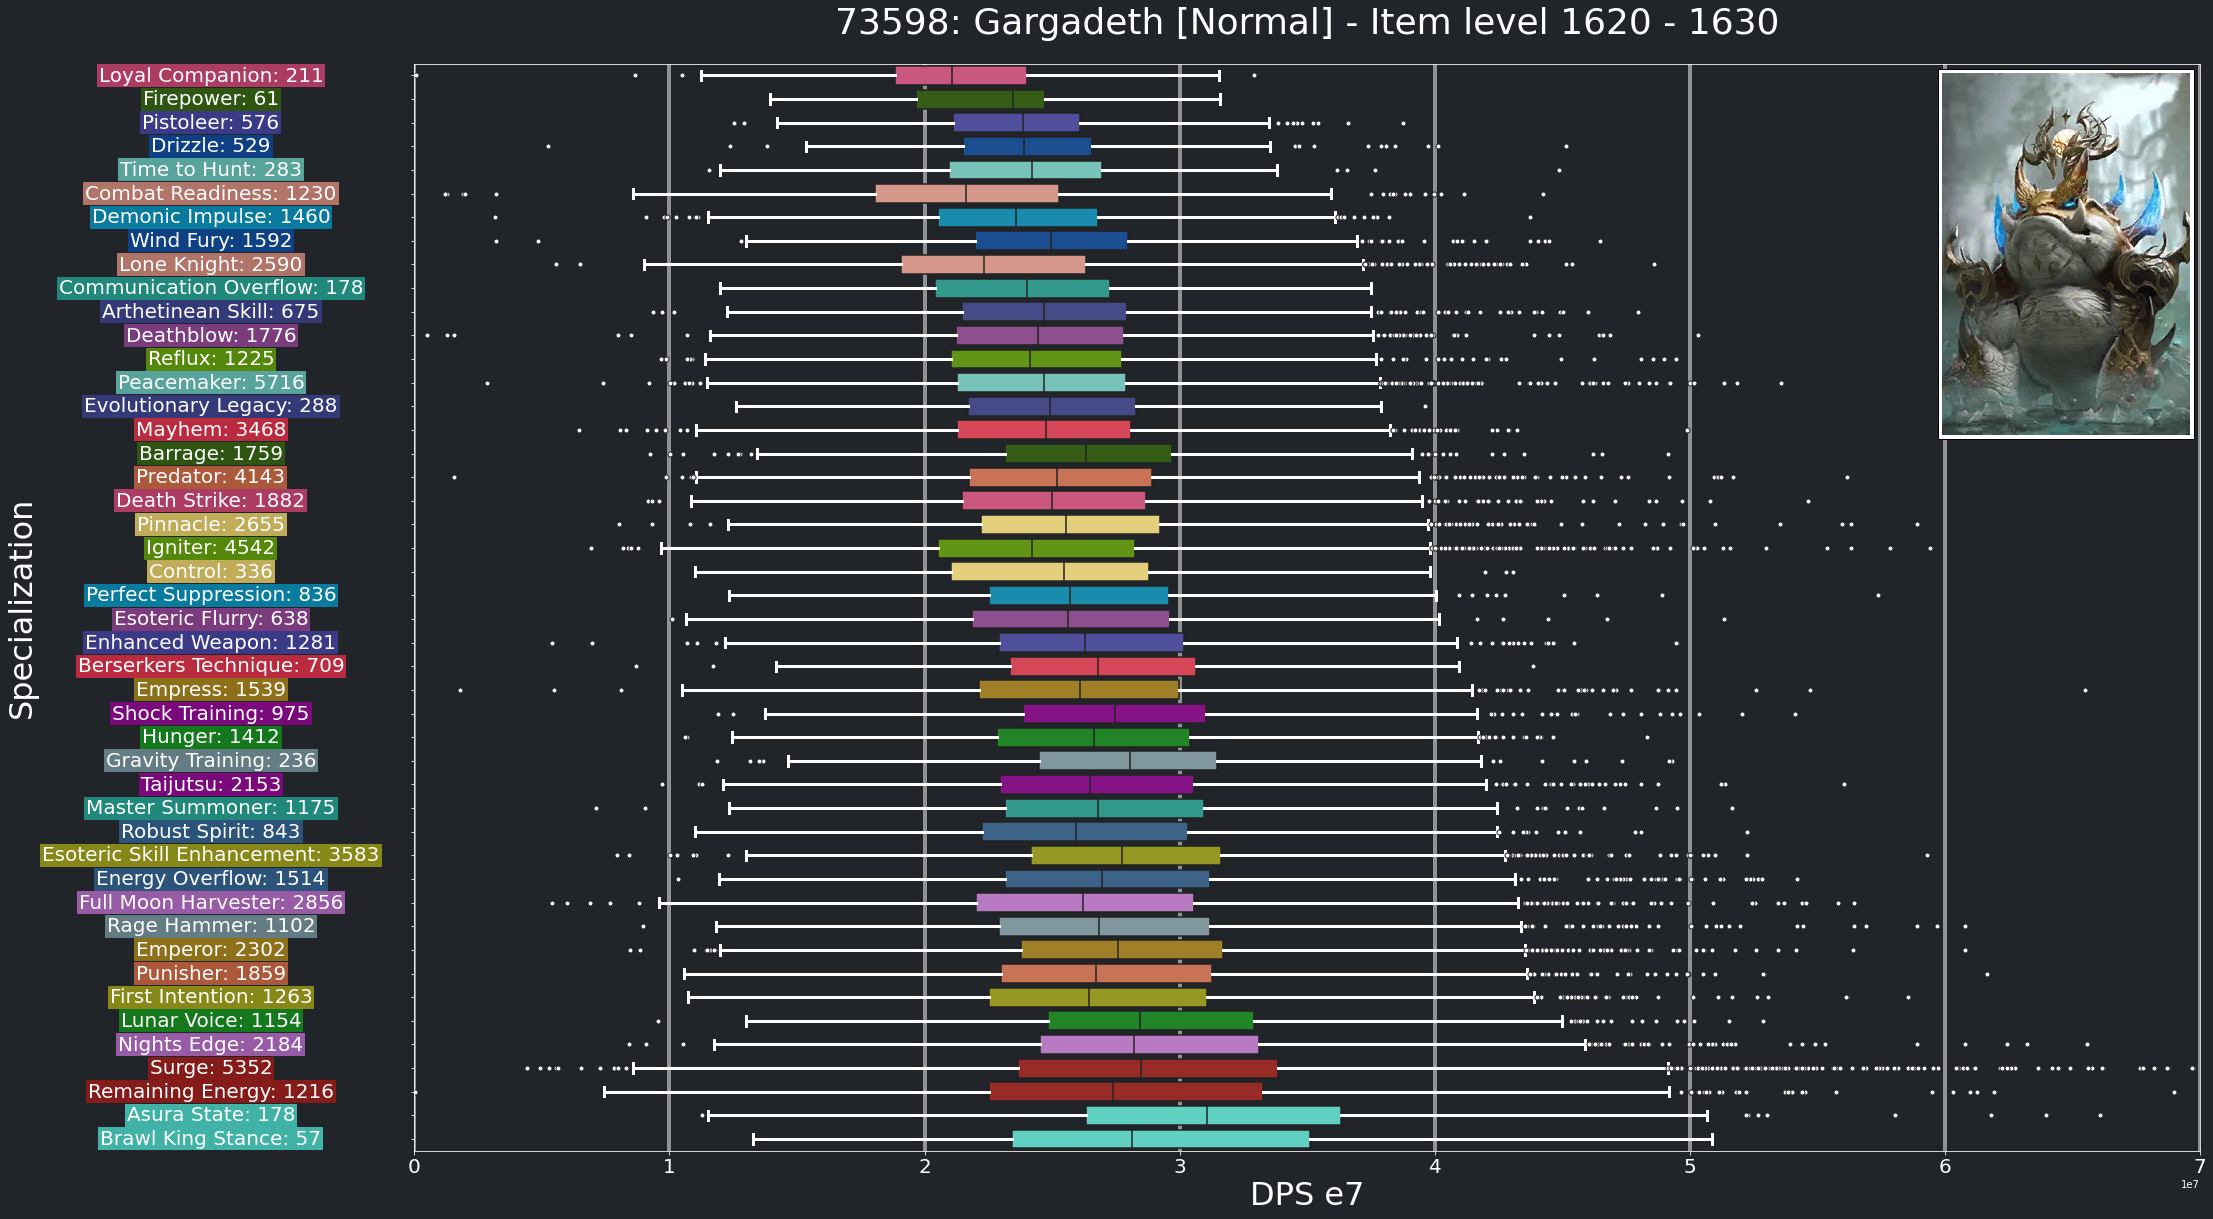 73598: Gargadeth [Normal] - Item level 1620 - 1630
Specialization
Loyal Companion: 211
Firepower: 61
Pistoleer: 576
Drizzle: 529
Time to Hunt: 283
Combat Readiness: 1230
Demonic Impulse: 1460
Wind Fury: 1592
Lone Knight: 2590
Communication Overflow: 178
Arthetinean Skill: 675
Deathblow: 1776
Reflux: 1225
Peacemaker: 5716
Evolutionary Legacy: 288
Mayhem: 3468
Barrage: 1759
Predator: 4143
Death Strike: 1882
Pinnacle: 2655
Igniter: 4542
Control: 336
Perfect Suppression: 836
Esoteric Flurry: 638
Enhanced Weapon: 1281
Berserkers Technique: 709
Empress: 1539
Shock Training: 975
Hunger: 1412
Gravity Training: 236
Taijutsu: 2153
Master Summoner: 1175
Robust Spirit: 843
Esoteric Skill Enhancement: 3583
Energy Overflow: 1514
Full Moon Harvester: 2856
Rage Hammer: 1102
Emperor: 2302
Punisher: 1859
First Intention: 1263
Lunar Voice: 1154
Nights Edge: 2184
Surge: 5352
Remaining Energy: 1216
Asura State: 178
Brawl King Stance: 57
0 1 2 3 4 5 6 7
1e7
DPS e7